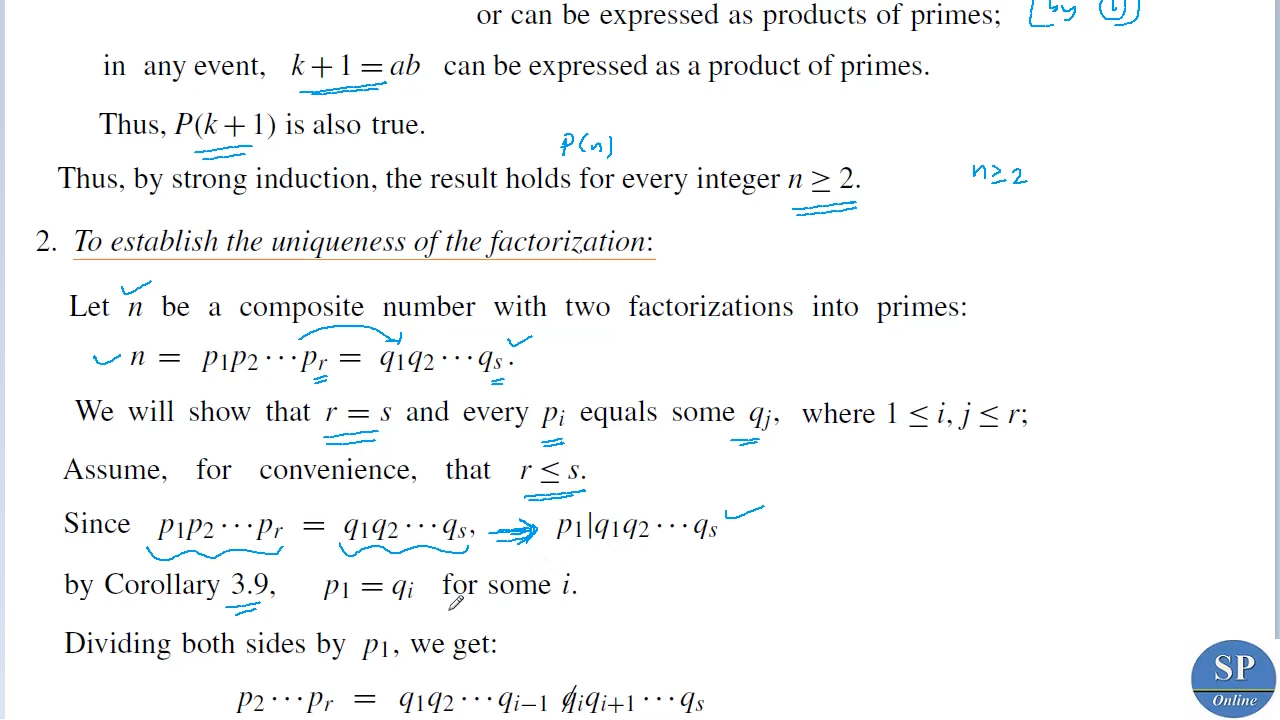 or can be expressed as products of primes; [by ①]
in any event, k + 1 = ab can be expressed as a product of primes.
Thus, P(k + 1) is also true.
P(n)
Thus, by strong induction, the result holds for every integer n ≥ 2. n ≥ 2
2. To establish the uniqueness of the factorization:
Let n be a composite number with two factorizations into primes:
n = p₁p₂ ··· pᵣ = q₁q₂ ··· qₛ.
We will show that r = s and every pᵢ equals some qⱼ, where 1 ≤ i, j ≤ r;
Assume, for convenience, that r ≤ s.
Since p₁p₂ ··· pᵣ = q₁q₂ ··· qₛ, ⇒ p₁|q₁q₂ ··· qₛ
by Corollary 3.9, p₁ = qᵢ for some i.
Dividing both sides by p₁, we get:
p₂ ··· pᵣ = q₁q₂ ··· qᵢ₋₁ q̸ᵢqᵢ₊₁ ··· qₛ
SP
Online